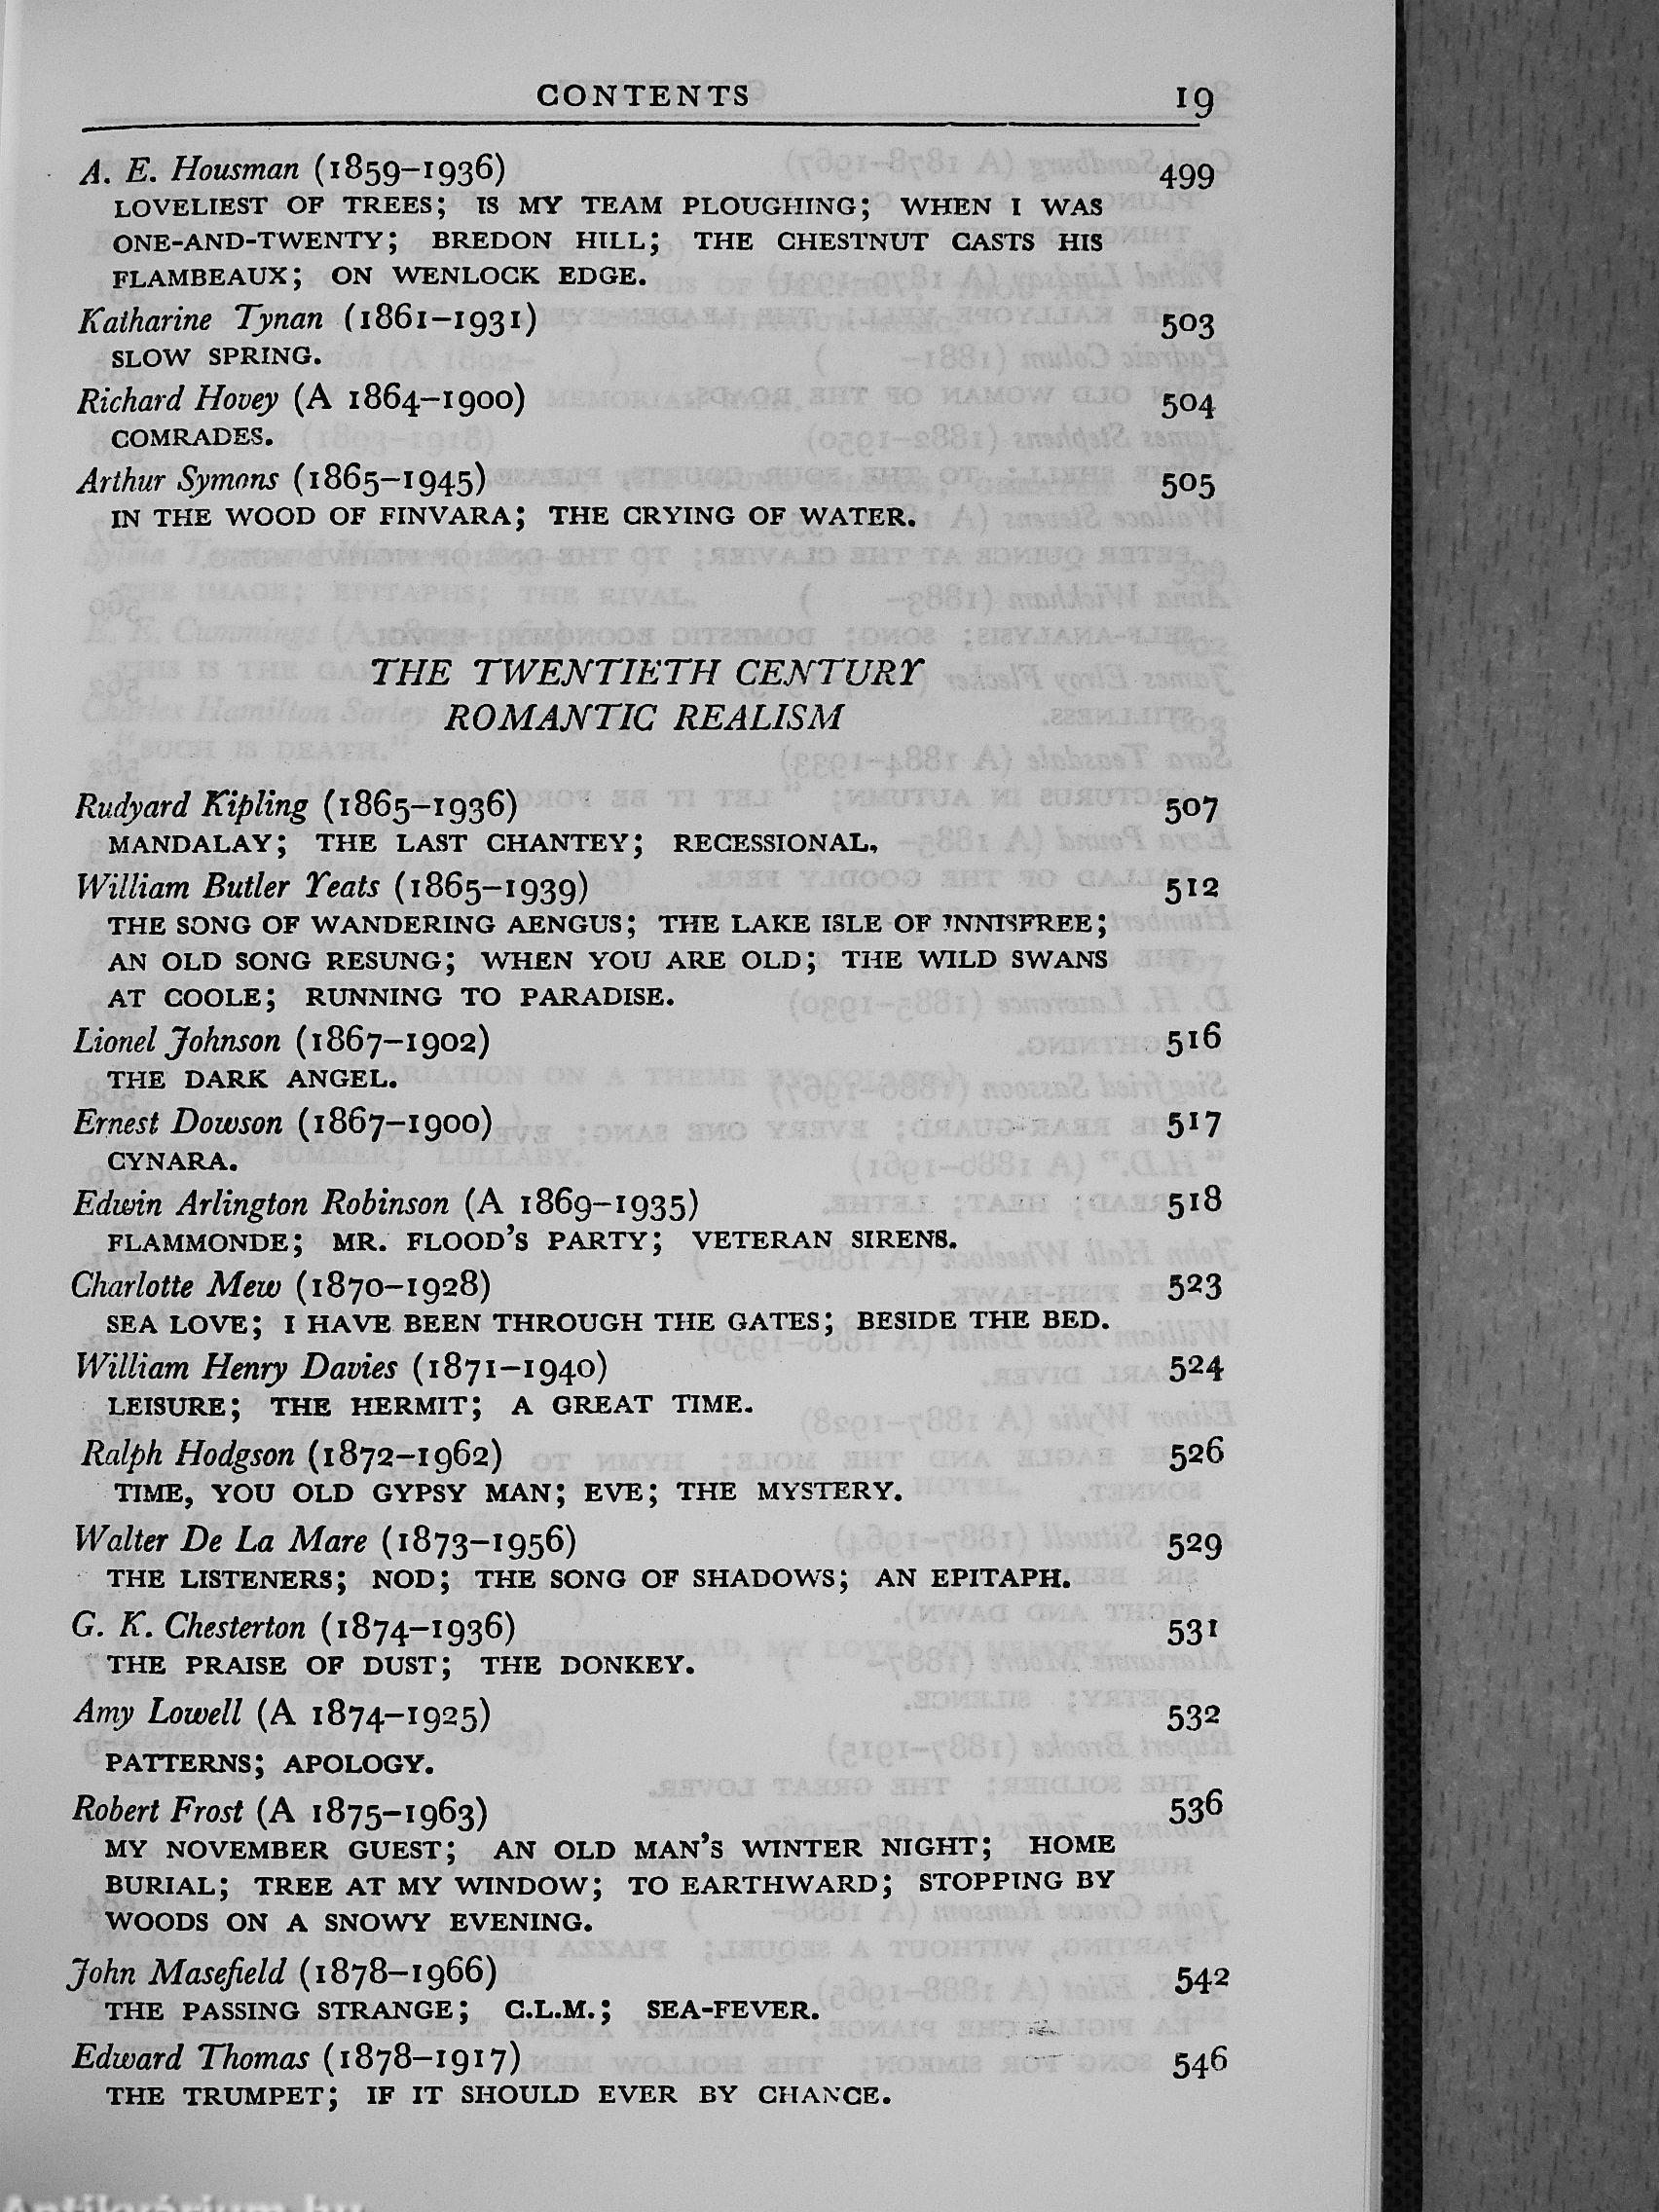 CONTENTS 19
A. E. Housman (1859–1936) 499
LOVELIEST OF TREES; IS MY TEAM PLOUGHING; WHEN I WAS
ONE-AND-TWENTY; BREDON HILL; THE CHESTNUT CASTS HIS
FLAMBEAUX; ON WENLOCK EDGE.
Katharine Tynan (1861–1931) 503
SLOW SPRING.
Richard Hovey (A 1864–1900) 504
COMRADES.
Arthur Symons (1865–1945) 505
IN THE WOOD OF FINVARA; THE CRYING OF WATER.
THE TWENTIETH CENTURY
ROMANTIC REALISM
Rudyard Kipling (1865–1936) 507
MANDALAY; THE LAST CHANTEY; RECESSIONAL.
William Butler Yeats (1865–1939) 512
THE SONG OF WANDERING AENGUS; THE LAKE ISLE OF INNISFREE;
AN OLD SONG RESUNG; WHEN YOU ARE OLD; THE WILD SWANS
AT COOLE; RUNNING TO PARADISE.
Lionel Johnson (1867–1902) 516
THE DARK ANGEL.
Ernest Dowson (1867–1900) 517
CYNARA.
Edwin Arlington Robinson (A 1869–1935) 518
FLAMMONDE; MR. FLOOD'S PARTY; VETERAN SIRENS.
Charlotte Mew (1870–1928) 523
SEA LOVE; I HAVE BEEN THROUGH THE GATES; BESIDE THE BED.
William Henry Davies (1871–1940) 524
LEISURE; THE HERMIT; A GREAT TIME.
Ralph Hodgson (1872–1962) 526
TIME, YOU OLD GYPSY MAN; EVE; THE MYSTERY.
Walter De La Mare (1873–1956) 529
THE LISTENERS; NOD; THE SONG OF SHADOWS; AN EPITAPH.
G. K. Chesterton (1874–1936) 531
THE PRAISE OF DUST; THE DONKEY.
Amy Lowell (A 1874–1925) 532
PATTERNS; APOLOGY.
Robert Frost (A 1875–1963) 536
MY NOVEMBER GUEST; AN OLD MAN'S WINTER NIGHT; HOME
BURIAL; TREE AT MY WINDOW; TO EARTHWARD; STOPPING BY
WOODS ON A SNOWY EVENING.
John Masefield (1878–1966) 542
THE PASSING STRANGE; C.L.M.; SEA-FEVER.
Edward Thomas (1878–1917) 546
THE TRUMPET; IF IT SHOULD EVER BY CHANCE.